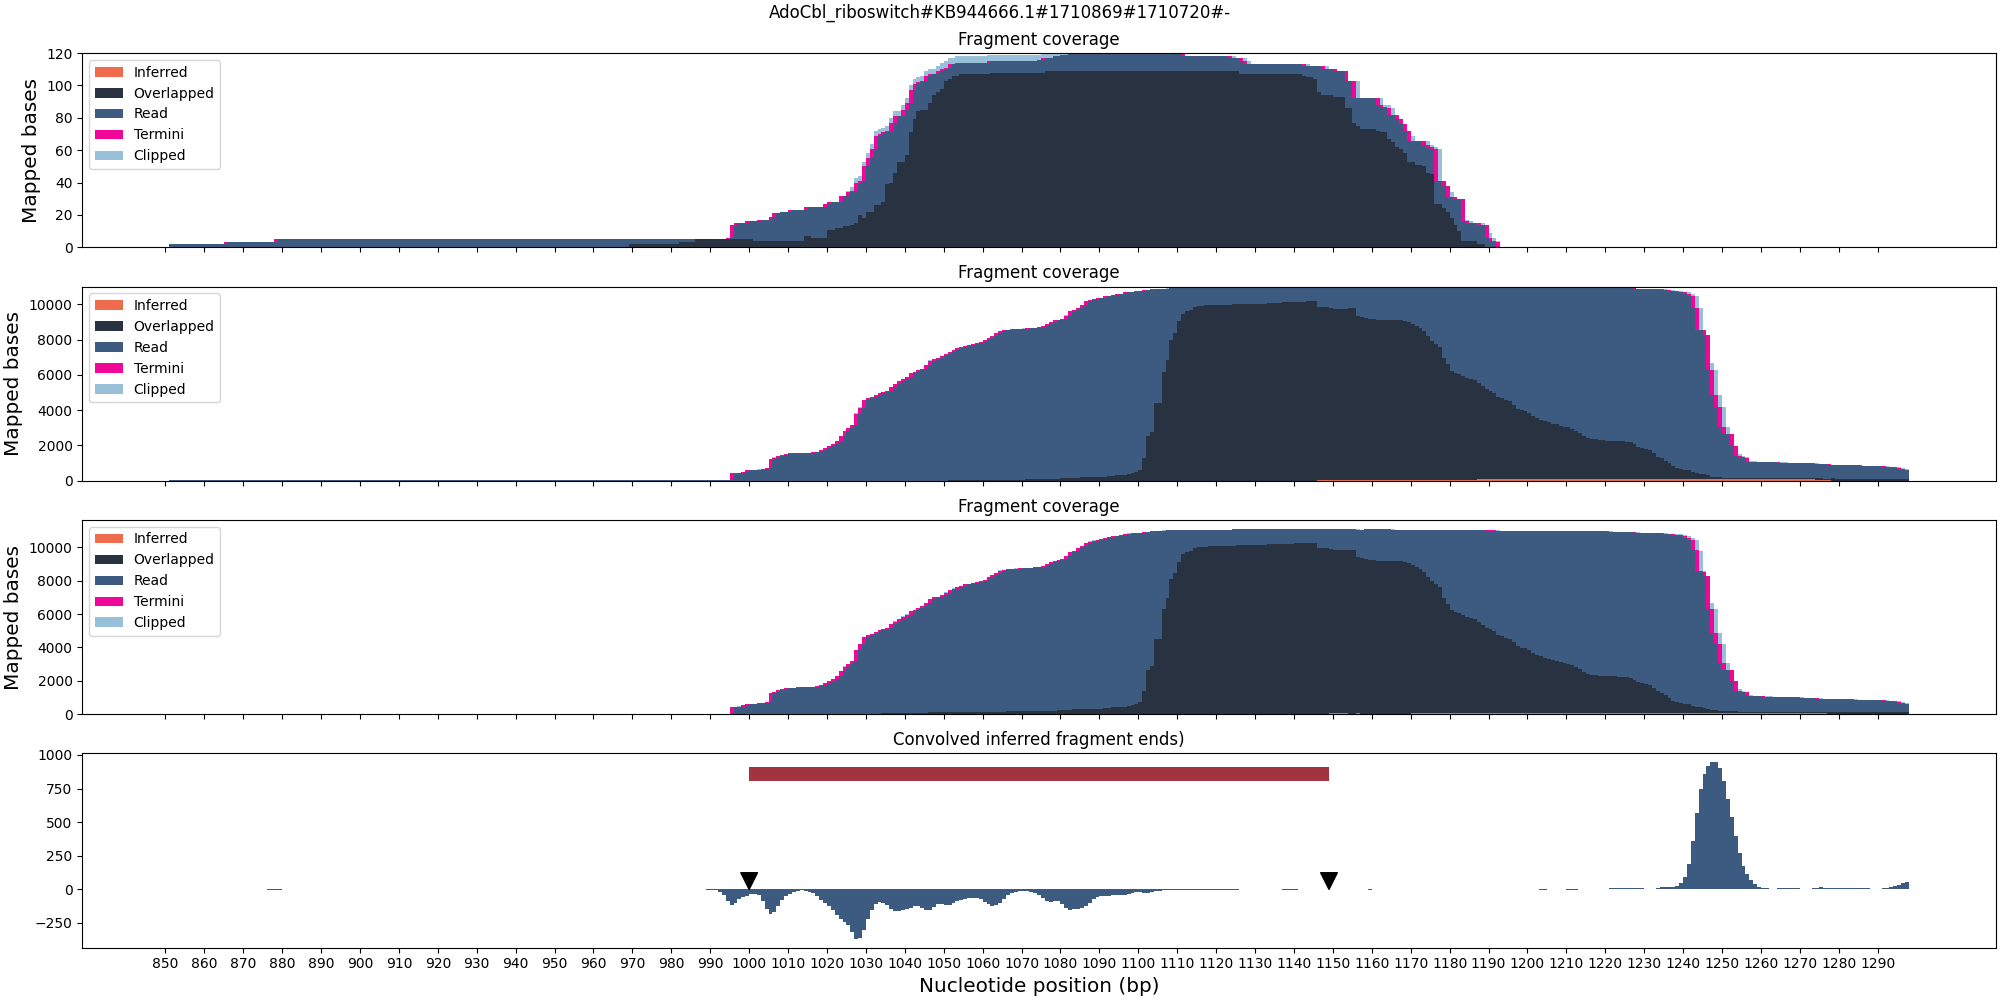 AdoCbl_riboswitch#KB944666.1#1710869#1710720#-
Fragment coverage
Mapped bases
120
100
80
60
40
20
0
Inferred
Overlapped
Read
Termini
Clipped
Fragment coverage
Mapped bases
10000
8000
6000
4000
2000
0
Inferred
Overlapped
Read
Termini
Clipped
Fragment coverage
Mapped bases
10000
8000
6000
4000
2000
0
Inferred
Overlapped
Read
Termini
Clipped
Convolved inferred fragment ends)
1000
750
500
250
0
−250
850 860 870 880 890 900 910 920 930 940 950 960 970 980 990 1000 1010 1020 1030 1040 1050 1060 1070 1080 1090 1100 1110 1120 1130 1140 1150 1160 1170 1180 1190 1200 1210 1220 1230 1240 1250 1260 1270 1280 1290
Nucleotide position (bp)